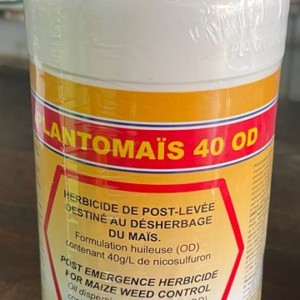 LANTOMAÏS 40 OD
HERBICIDE DE POST-LEVÉE
DESTINÉ AU DÉSHERBAGE
DU MAÏS.
Formulation huileuse (OD)
contenant 40g/L de nicosulfuron
POST EMERGENCE HERBICIDE
FOR MAIZE WEED CONTROL
Oil